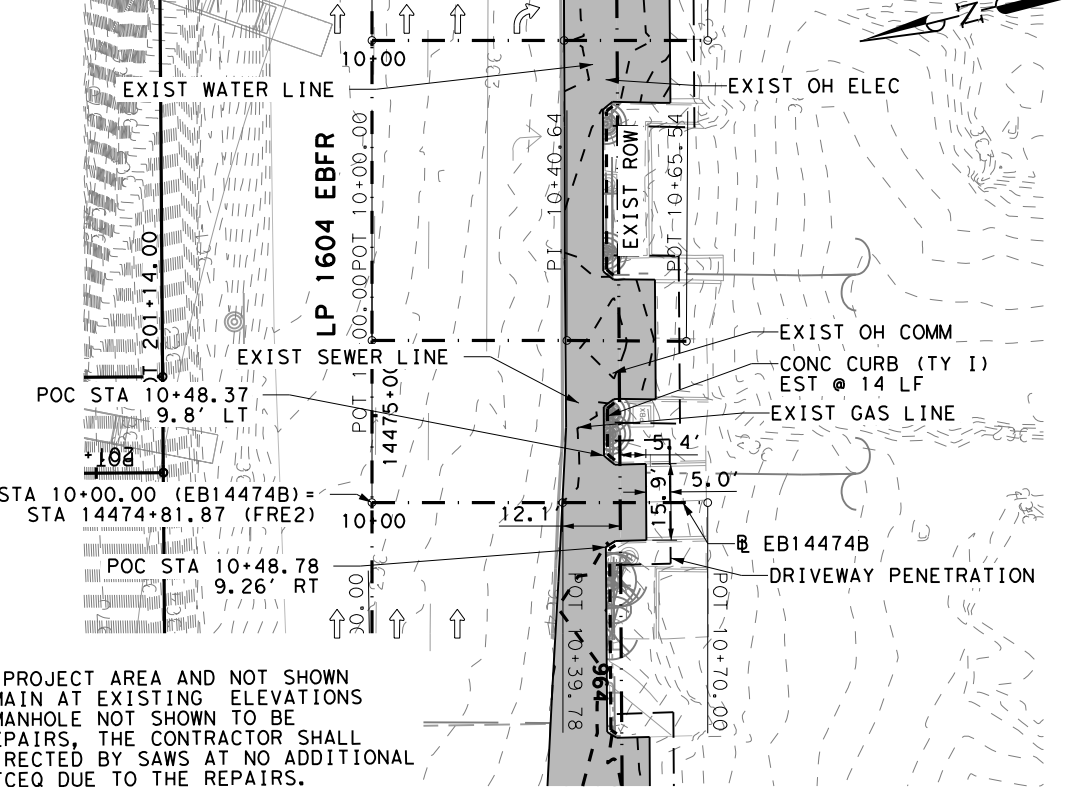 10+00
EXIST WATER LINE
EXIST OH ELEC
LP 1604 EBFR
POT 10+00.00
PI 10+40.64
EXIST ROW
POT 10+65.54
POT 201+14.00
EXIST SEWER LINE
EXIST OH COMM
CONC CURB (TY I)
EST @ 14 LF
EXIST GAS LINE
POC STA 10+48.37
9.8' LT
14475+00
5.4'
15.9'
75.0'
12.1'
STA 10+00.00 (EB14474B)=
STA 14474+81.87 (FRE2)
10+00
POC STA 10+48.78
9.26' RT
BL EB14474B
DRIVEWAY PENETRATION
POT 10+39.78
964
POT 10+70.00
PROJECT AREA AND NOT SHOWN
MAIN AT EXISTING ELEVATIONS
MANHOLE NOT SHOWN TO BE
EPAIRS, THE CONTRACTOR SHALL
IRECTED BY SAWS AT NO ADDITIONAL
TCEQ DUE TO THE REPAIRS.